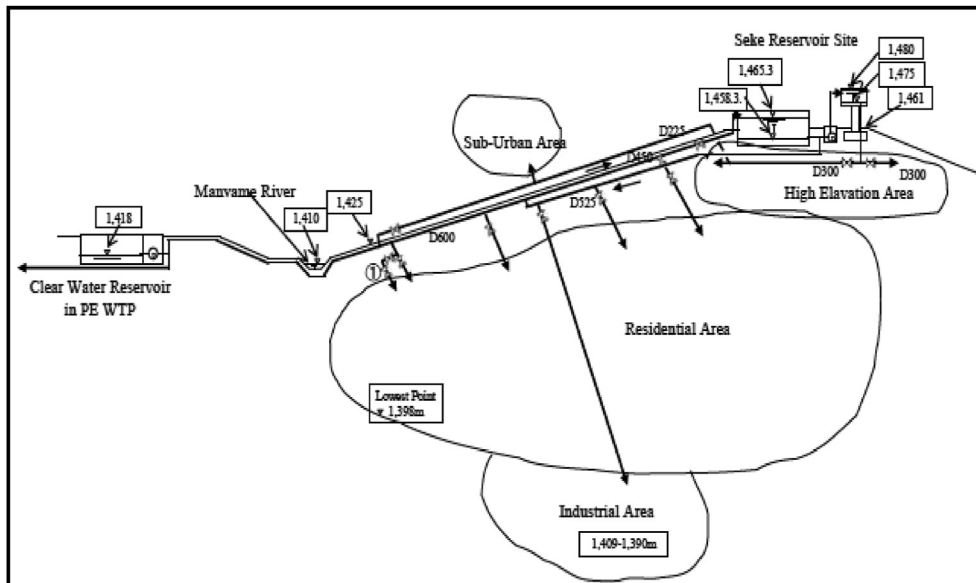 Seke Reservoir Site
1,480
1,465.3
1,475
1,458.3.
1,461
D225
Sub-Urban Area
D450
D300
D300
High Elavation Area
Manvame River
1,425
1,410
1,418
D525
D600
①
Clear Water Reservoir
in PE WTP
Residential Area
Lowest Point
1,398m
Industrial Area
1,409-1,390m